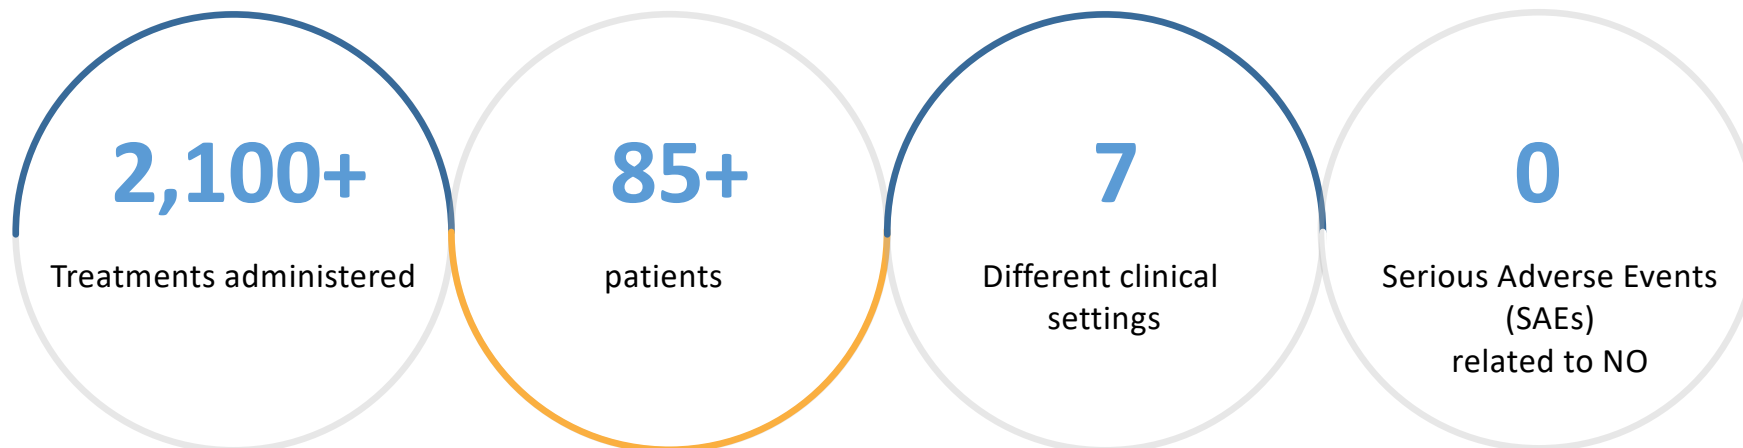 2,100+
Treatments administered
85+
patients
7
Different clinical
settings
0
Serious Adverse Events
(SAEs)
related to NO